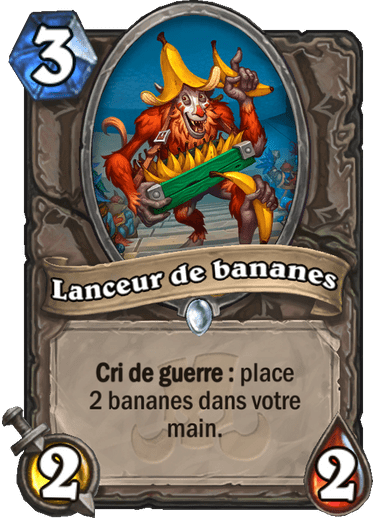 3
Lanceur de bananes
Cri de guerre : place
2 bananes dans votre
main.
2
2